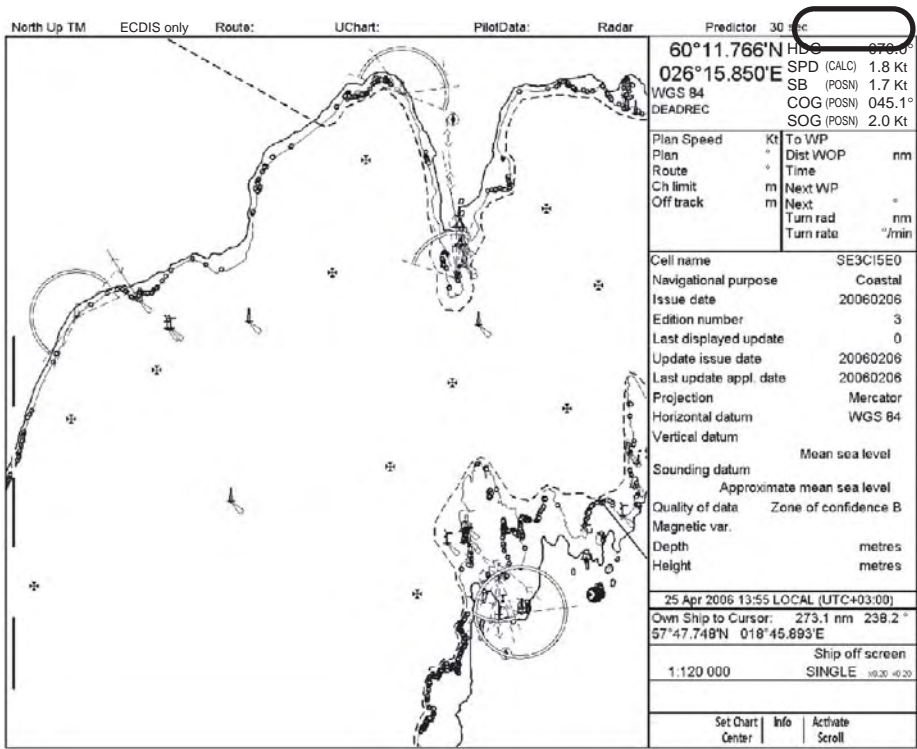 North Up TM ECDIS only Route: UChart: PilotData: Radar Predictor 30 sec
60°11.766'N
026°15.850'E
WGS 84
DEADREC
HDG
SPD (CALC) 1.8 Kt
SB (POSN) 1.7 Kt
COG (POSN) 045.1°
SOG (POSN) 2.0 Kt
Plan Speed Kt
Plan °
Route °
Ch limit m
Off track m
To WP
Dist WOP nm
Time
Next WP
Next °
Turn rad nm
Turn rate °/min
Cell name SE3CI5E0
Navigational purpose Coastal
Issue date 20060206
Edition number 3
Last displayed update 0
Update issue date 20060206
Last update appl. date 20060206
Projection Mercator
Horizontal datum WGS 84
Vertical datum
Mean sea level
Sounding datum
Approximate mean sea level
Quality of data Zone of confidence B
Magnetic var.
Depth metres
Height metres
25 Apr 2006 13:55 LOCAL (UTC+03:00)
Own Ship to Cursor: 273.1 nm 238.2 °
57°47.748'N 018°45.893'E
Ship off screen
1:120 000 SINGLE x0.20 x0.20
Set Chart Center
Info
Activate Scroll